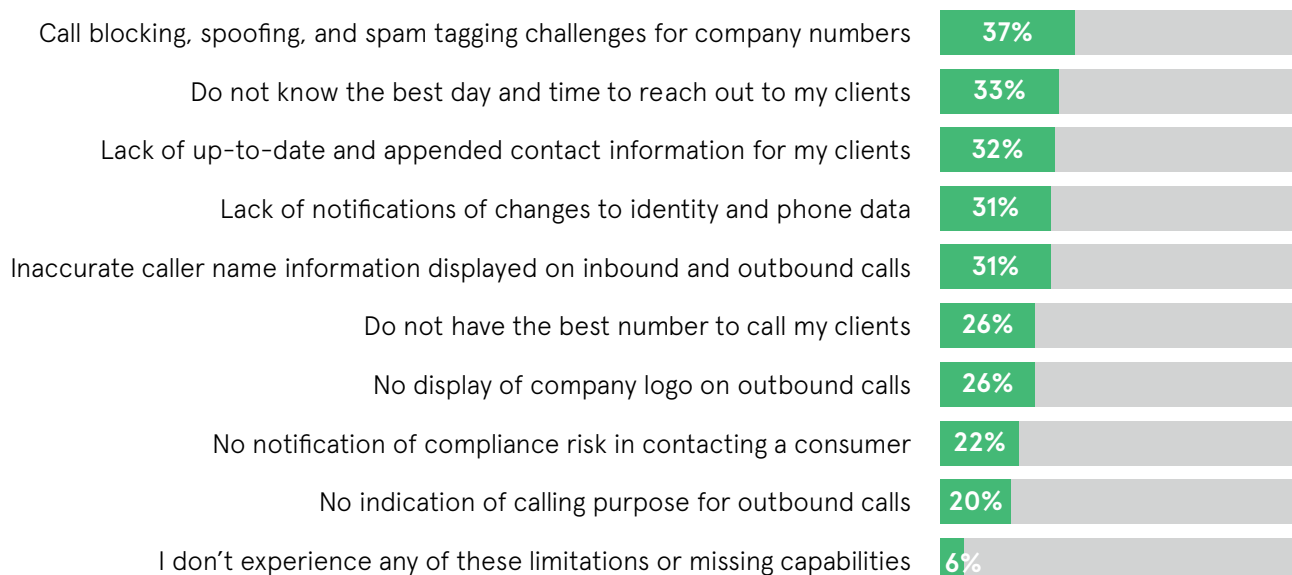 Call blocking, spoofing, and spam tagging challenges for company numbers 37%
Do not know the best day and time to reach out to my clients 33%
Lack of up-to-date and appended contact information for my clients 32%
Lack of notifications of changes to identity and phone data 31%
Inaccurate caller name information displayed on inbound and outbound calls 31%
Do not have the best number to call my clients 26%
No display of company logo on outbound calls 26%
No notification of compliance risk in contacting a consumer 22%
No indication of calling purpose for outbound calls 20%
I don’t experience any of these limitations or missing capabilities 6%